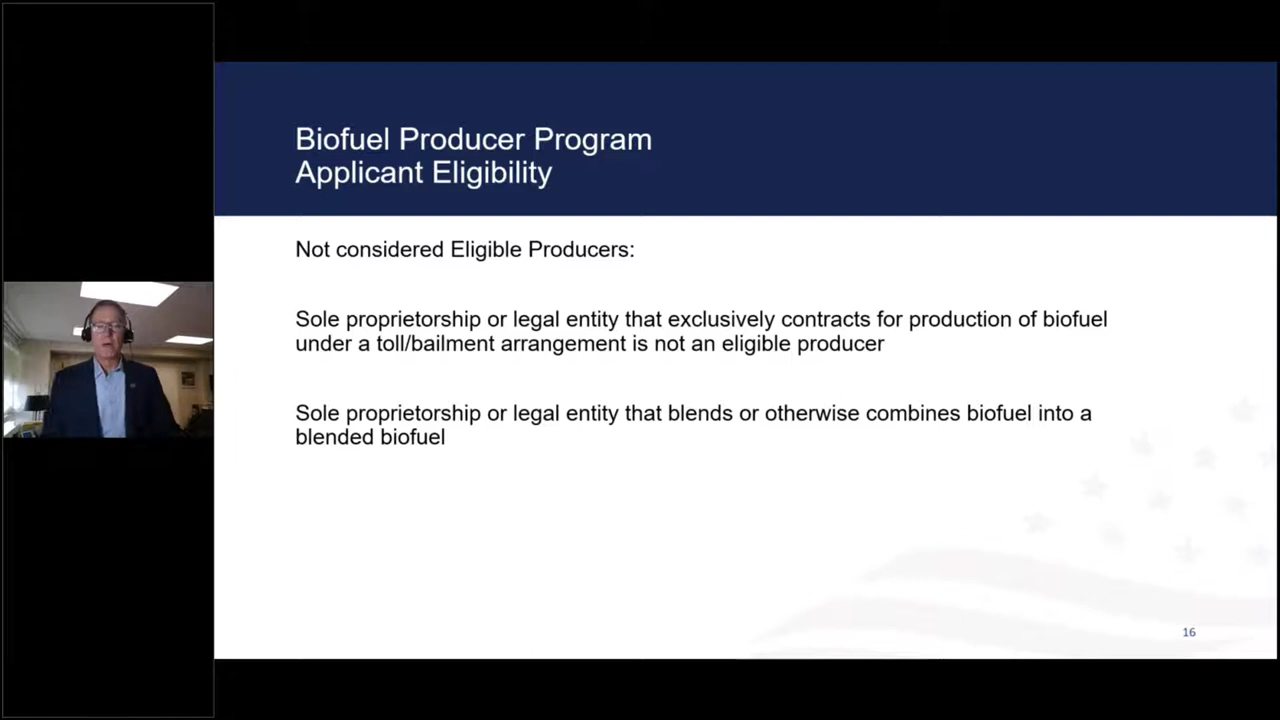 Biofuel Producer Program
Applicant Eligibility
Not considered Eligible Producers:
Sole proprietorship or legal entity that exclusively contracts for production of biofuel
under a toll/bailment arrangement is not an eligible producer
Sole proprietorship or legal entity that blends or otherwise combines biofuel into a
blended biofuel
16